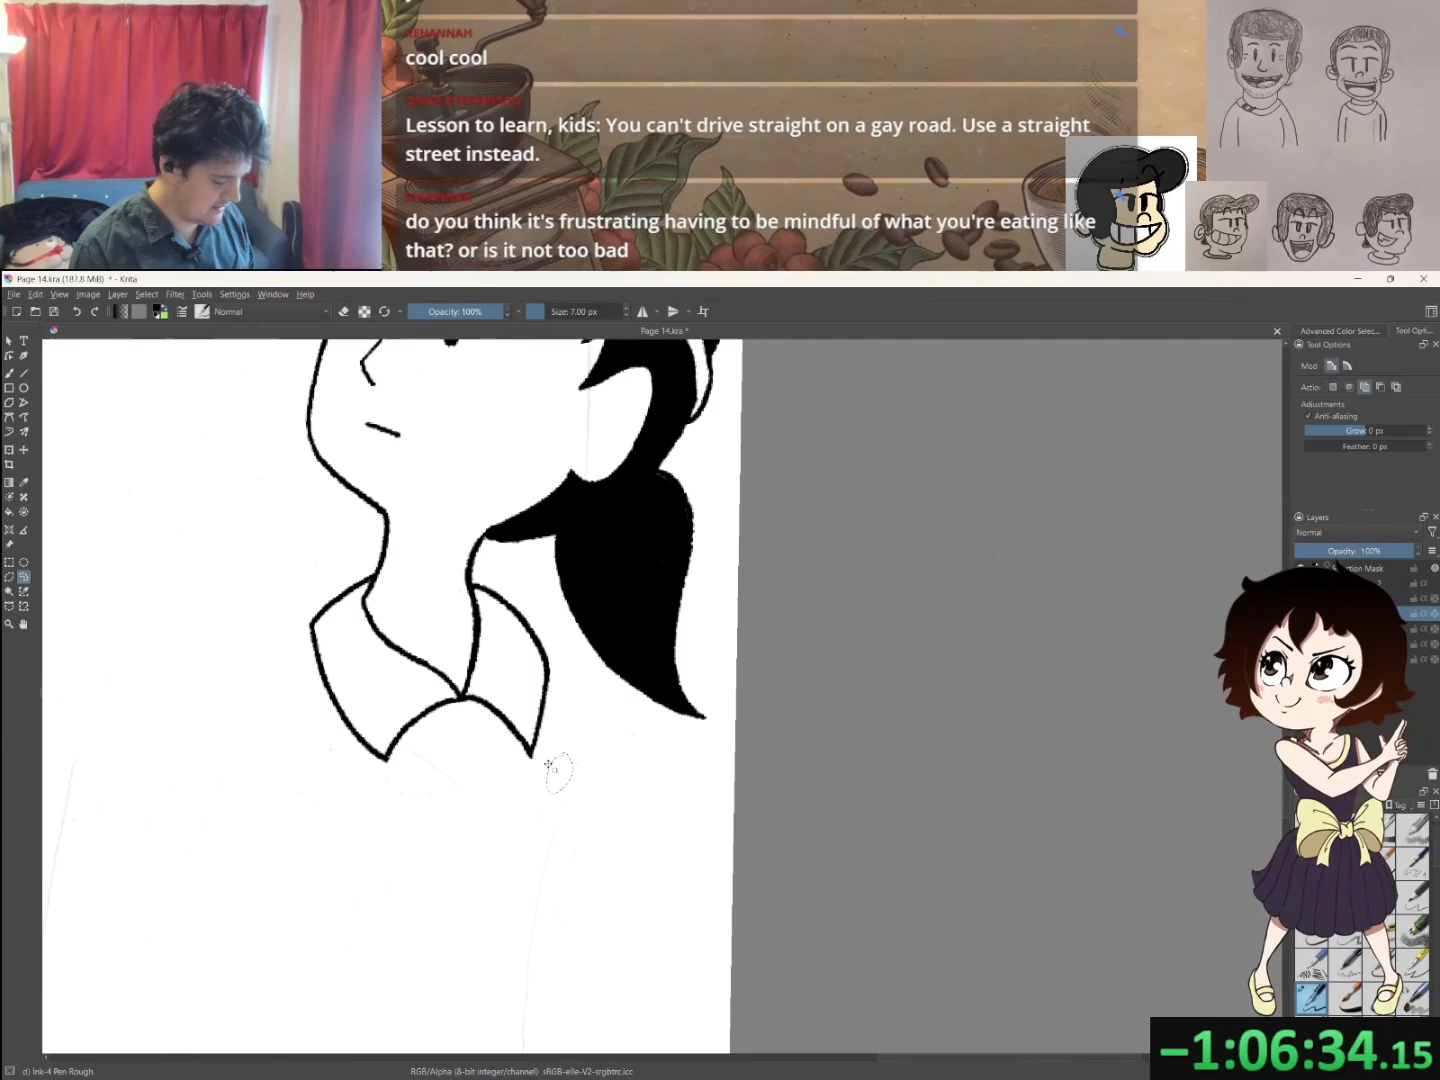 cool cool
Lesson to learn, kids: You can't drive straight on a gay road. Use a straight
street instead.
do you think it's frustrating having to be mindful of what you're eating like
that? or is it not too bad
Page 14.kra (187.8 MiB) * - Krita
File Edit View Image Layer Select Filter Tools Settings Window Help
Normal
Opacity: 100%
Size: 7.00 px
Page 14.kra *
Advanced Color Selec...
Tool Opti...
Tool Options
Action
Adjustments
Anti-aliasing
Grow: 0 px
Feather: 0 px
Layers
Normal
Opacity: 100%
Mask
Tag
d) Ink-4 Pen Rough
RGB/Alpha (8-bit integer/channel) sRGB-elle-V2-srgbtrc.icc
−1:06:34.15